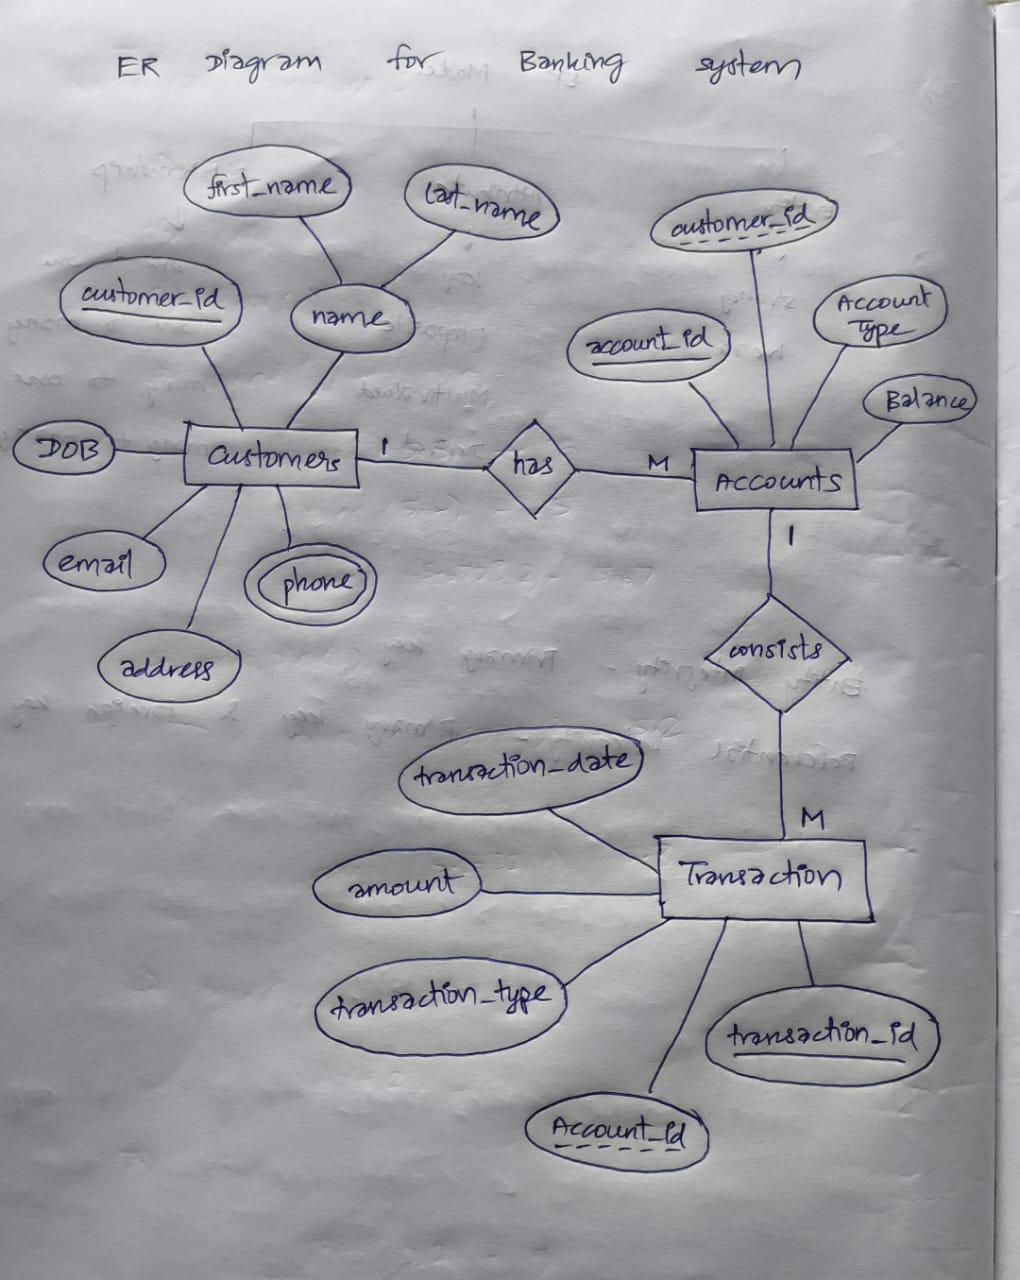 ER Diagram for Banking system
first_name
last_name
customer_id
customer_id
name
Account
Type
account_id
Balance
DOB
customers
1
has
M
Accounts
email
phone
1
address
consists
transaction_date
M
amount
Transaction
transaction_type
transaction_id
Account_id